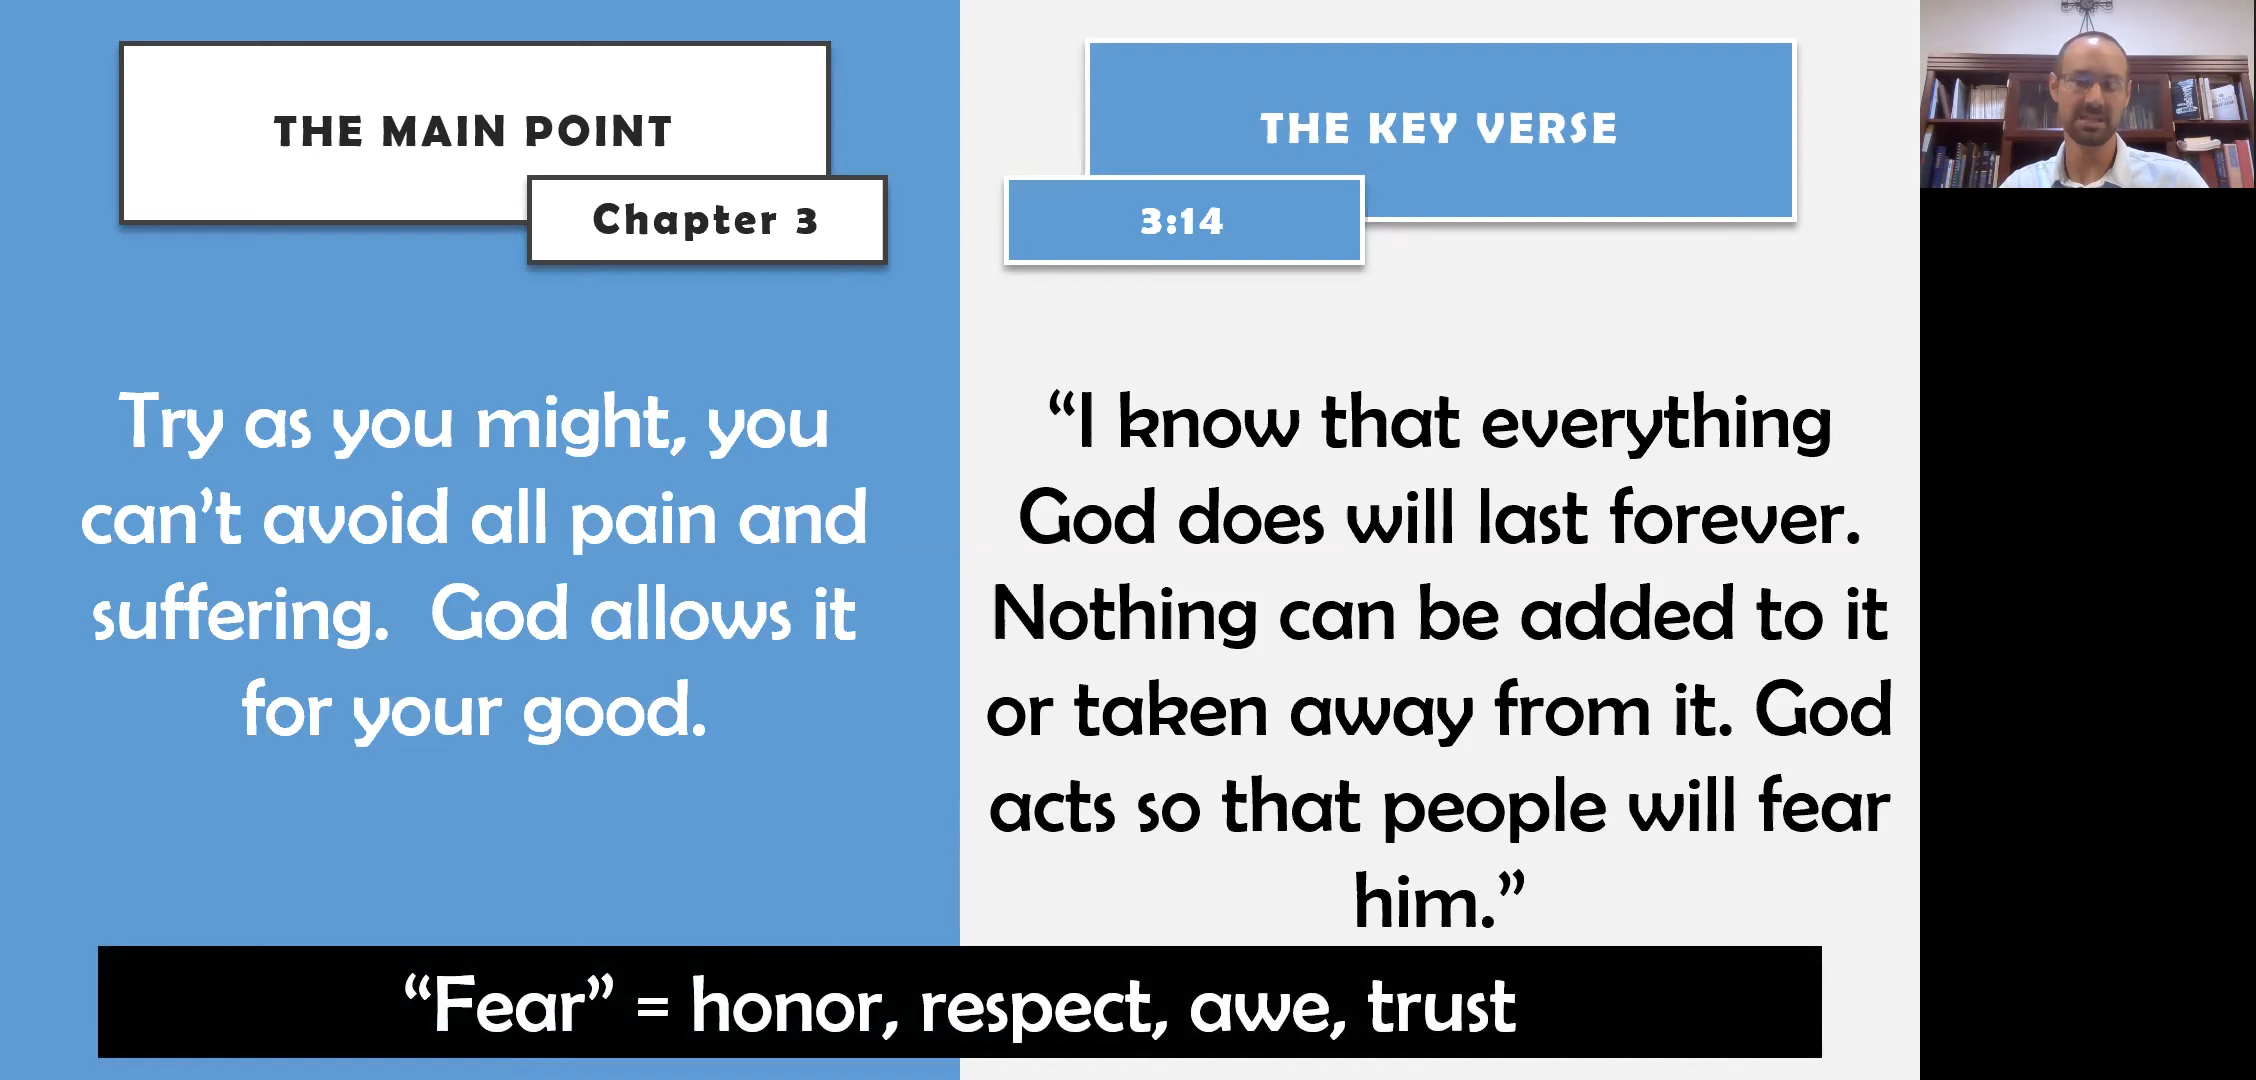 THE MAIN POINT
Chapter 3
Try as you might, you
can’t avoid all pain and
suffering.  God allows it
for your good.
THE KEY VERSE
3:14
“I know that everything
God does will last forever.
Nothing can be added to it
or taken away from it. God
acts so that people will fear
him.”
“Fear” = honor, respect, awe, trust